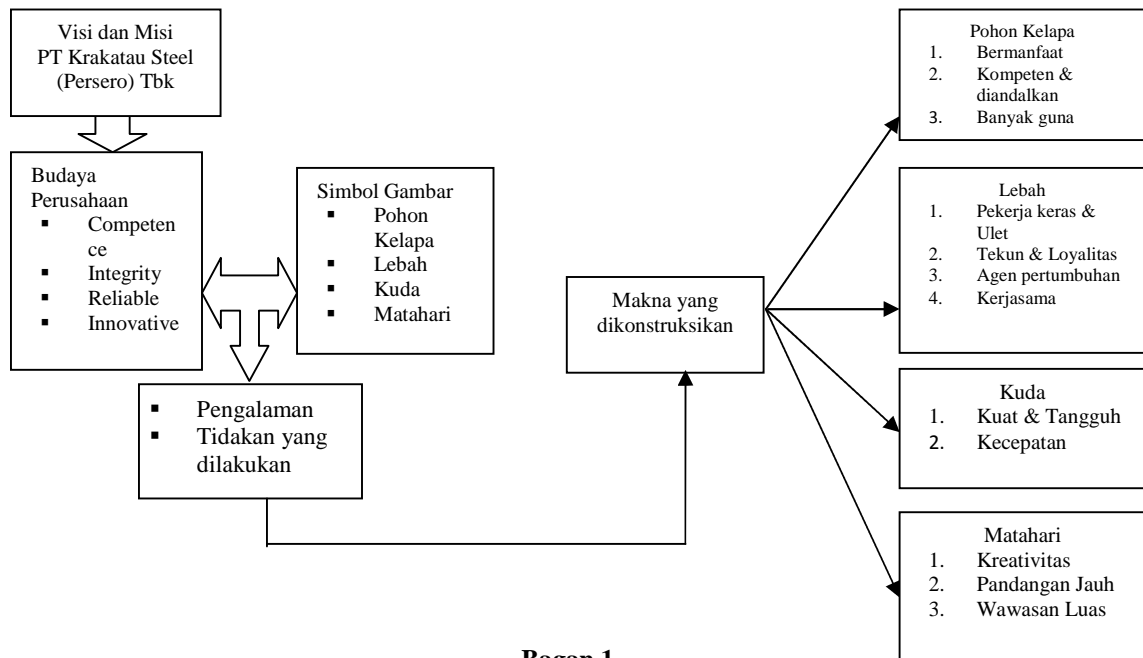 Visi dan Misi
PT Krakatau Steel
(Persero) Tbk
Budaya
Perusahaan
▪ Competen
ce
▪ Integrity
▪ Reliable
▪ Innovative
Simbol Gambar
▪ Pohon
Kelapa
▪ Lebah
▪ Kuda
▪ Matahari
▪ Pengalaman
▪ Tidakan yang
dilakukan
Makna yang
dikonstruksikan
Pohon Kelapa
1. Bermanfaat
2. Kompeten &
diandalkan
3. Banyak guna
Lebah
1. Pekerja keras &
Ulet
2. Tekun & Loyalitas
3. Agen pertumbuhan
4. Kerjasama
Kuda
1. Kuat & Tangguh
2. Kecepatan
Matahari
1. Kreativitas
2. Pandangan Jauh
3. Wawasan Luas
Bagan 1